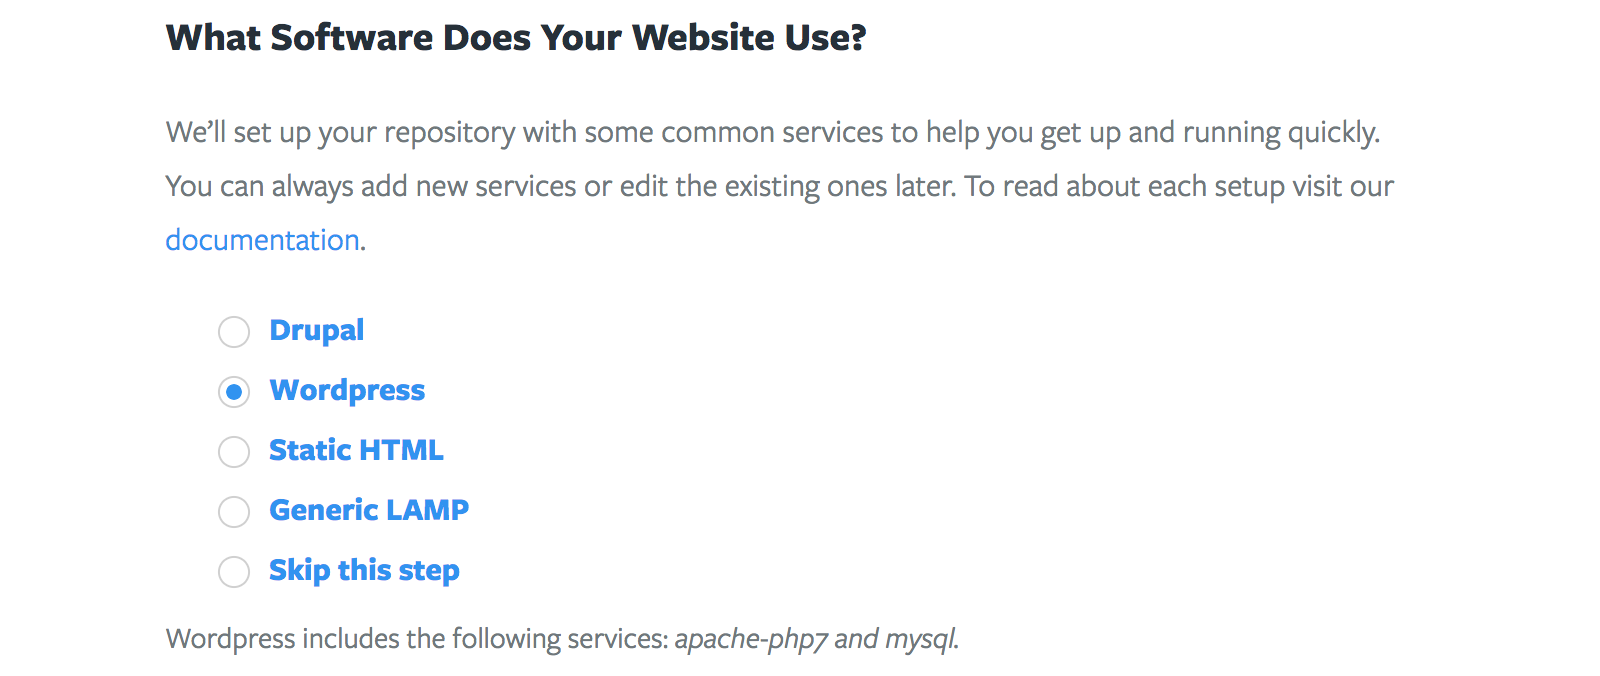 What Software Does Your Website Use?
We’ll set up your repository with some common services to help you get up and running quickly.
You can always add new services or edit the existing ones later. To read about each setup visit our
documentation.
Drupal
Wordpress
Static HTML
Generic LAMP
Skip this step
Wordpress includes the following services: apache-php7 and mysql.